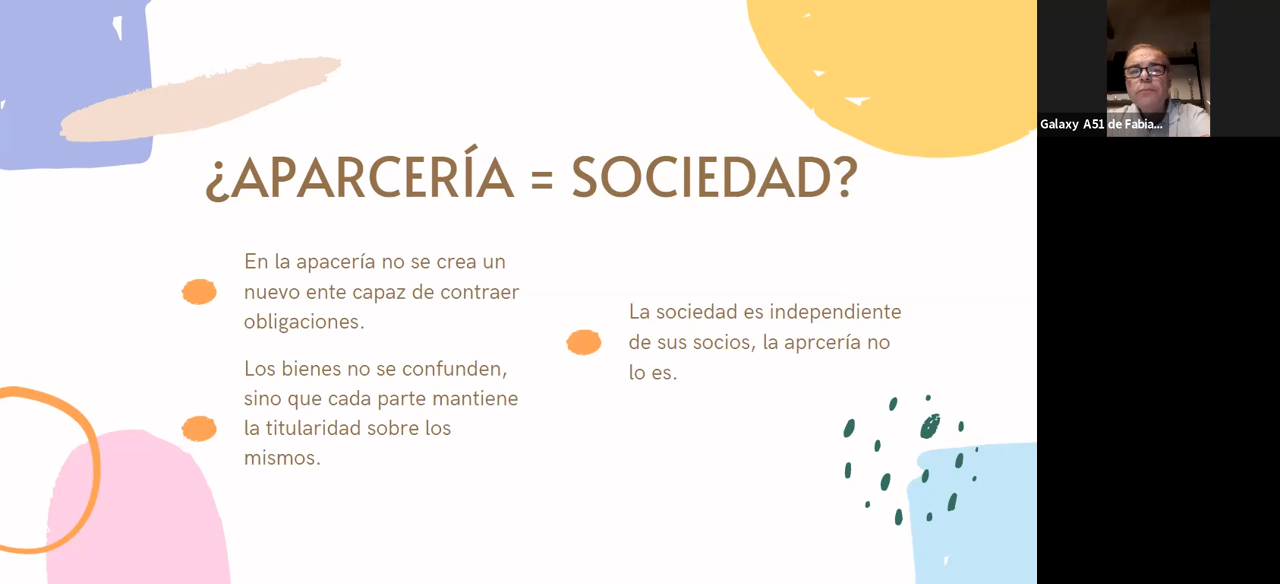 ¿APARCERÍA = SOCIEDAD?
En la apacería no se crea un
nuevo ente capaz de contraer
obligaciones.
Los bienes no se confunden,
sino que cada parte mantiene
la titularidad sobre los
mismos.
La sociedad es independiente
de sus socios, la aprcería no
lo es.
Galaxy A51 de Fabia...